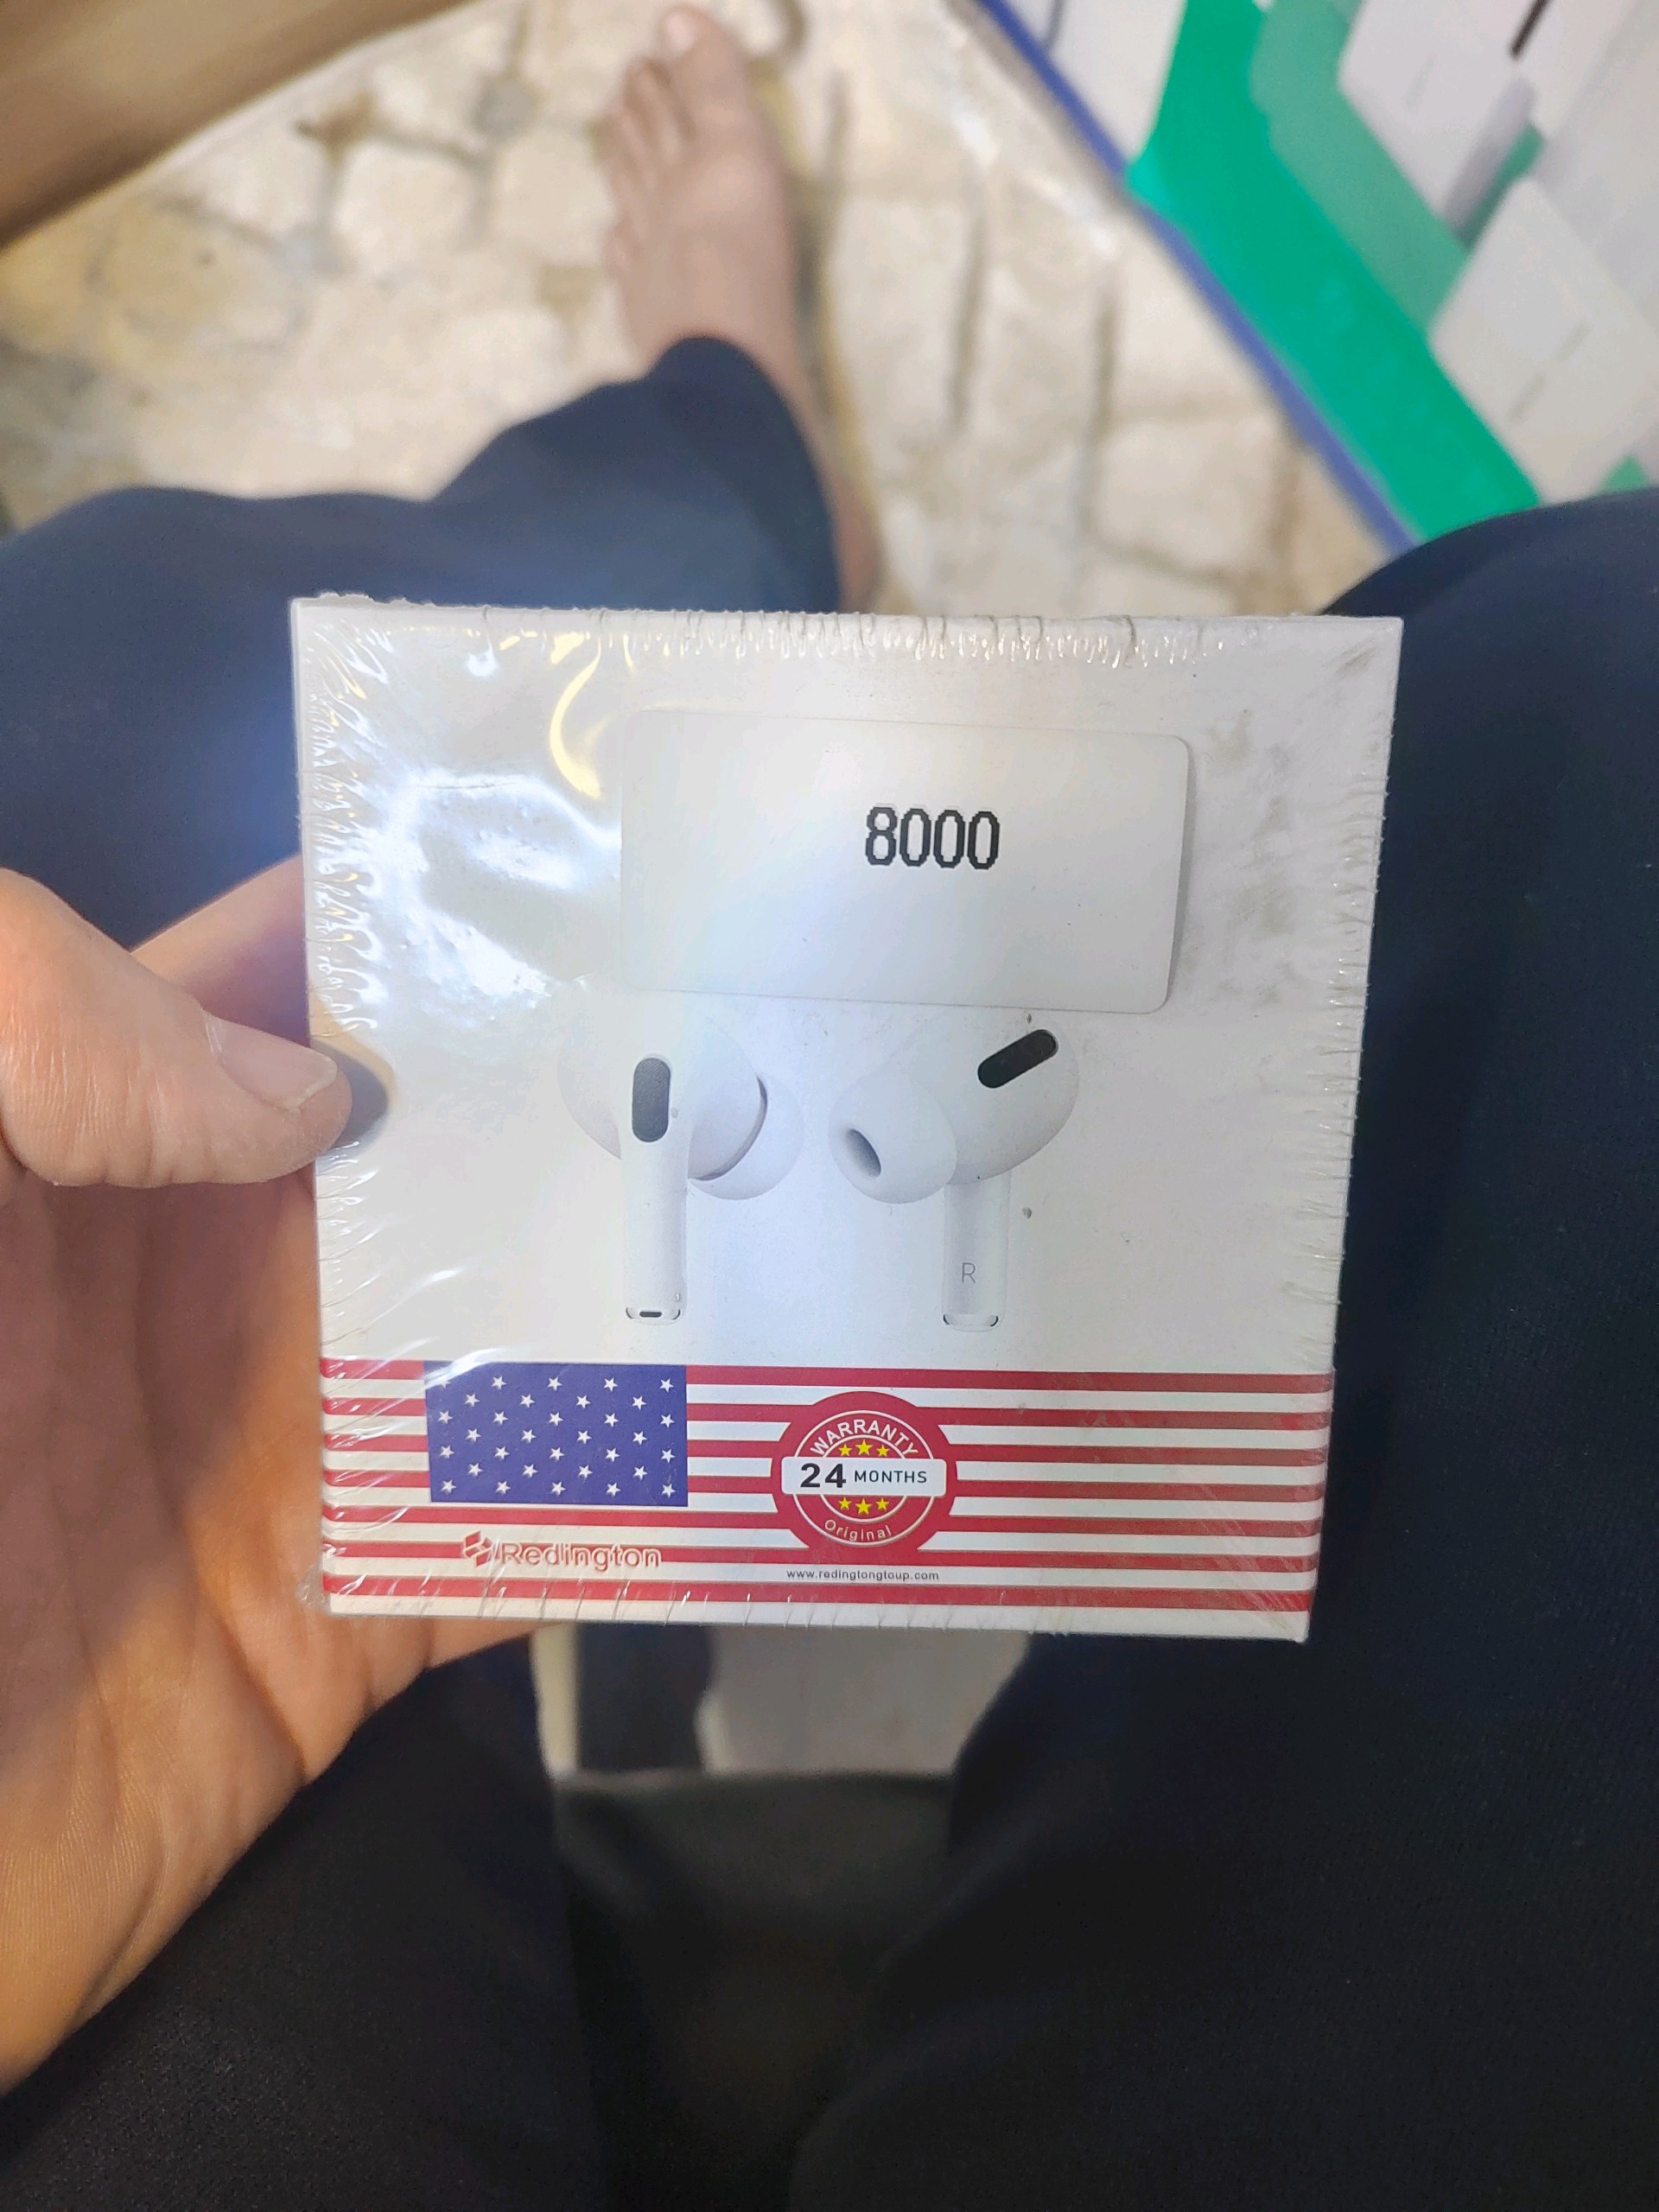 8000
R
WARRANTY
24 MONTHS
Original
Redington
www.redingtongtoup.com